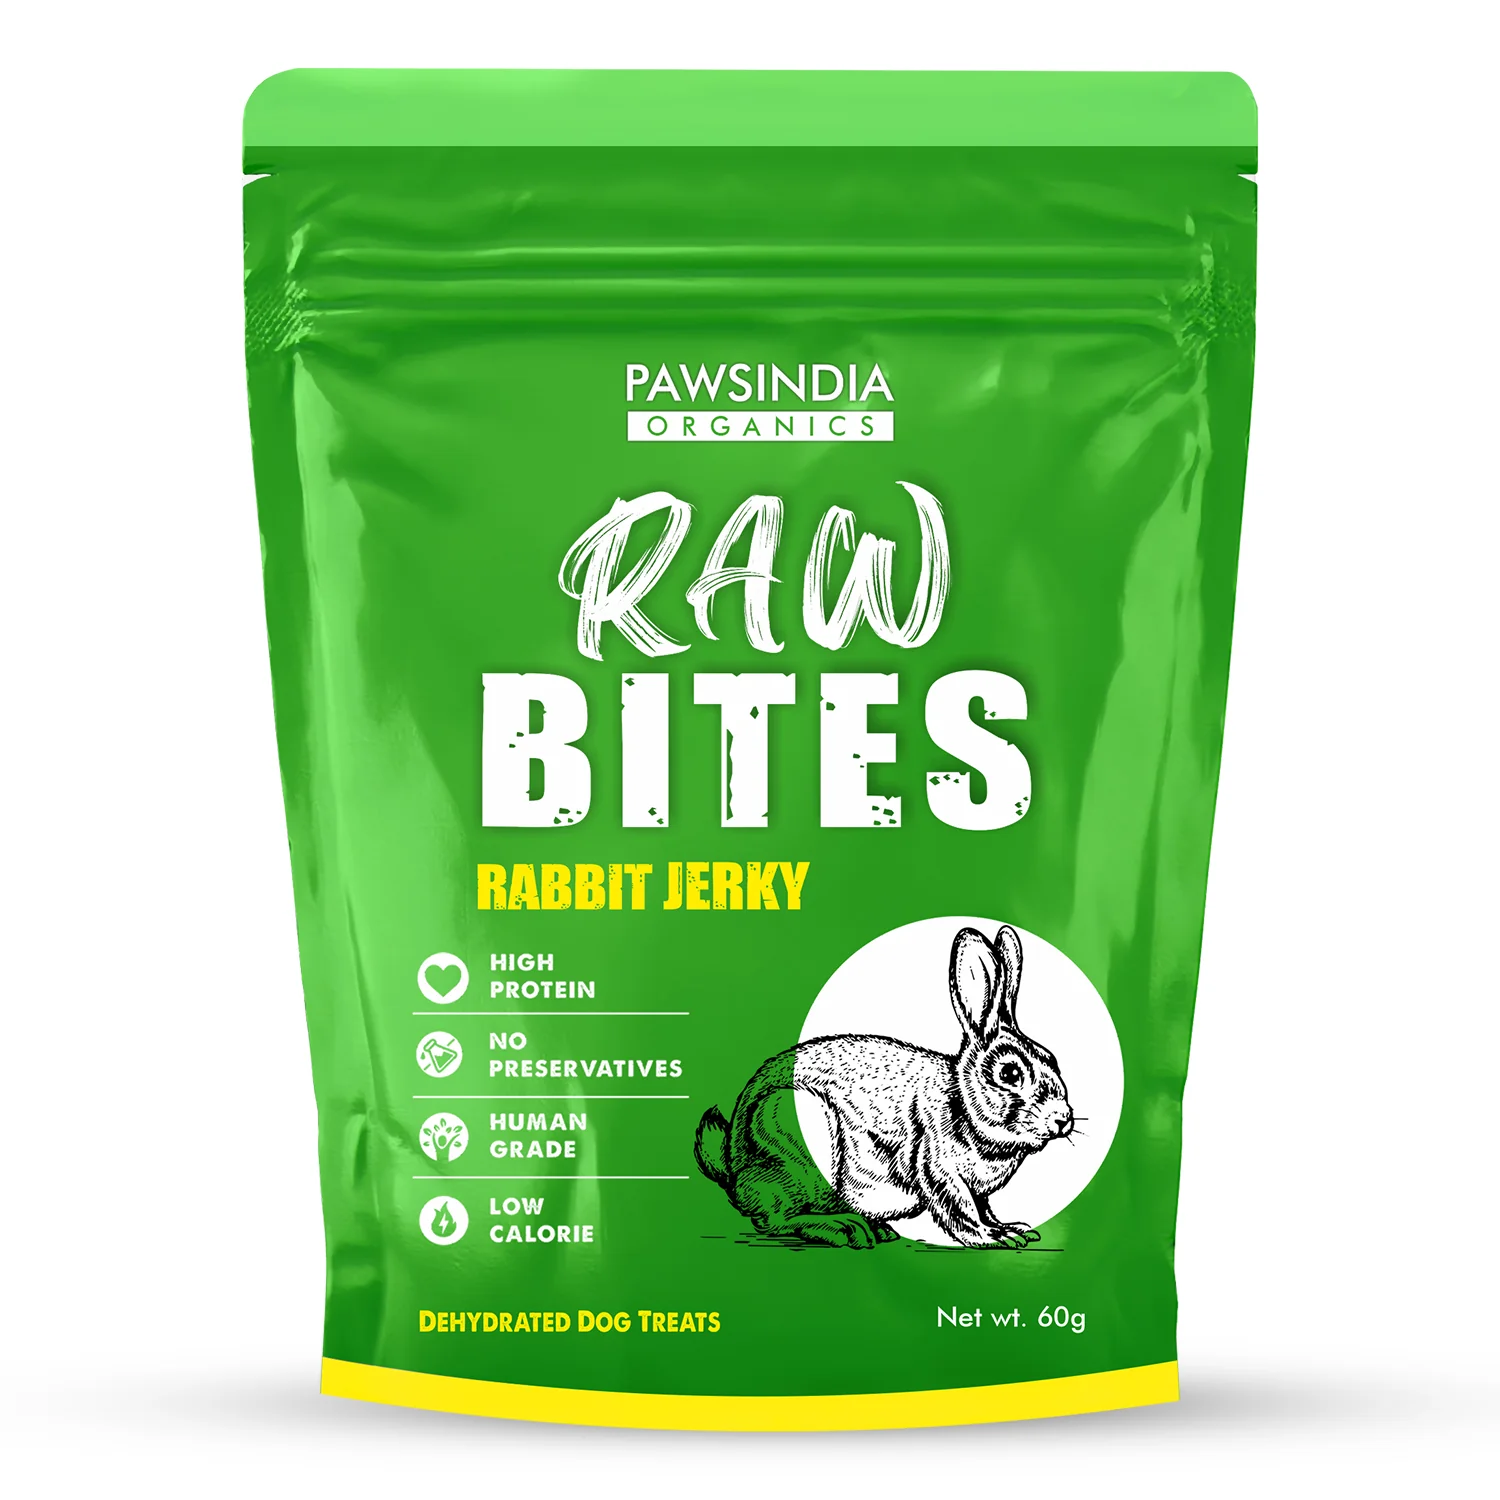 PAWSINDIA
ORGANICS
RAW
BITES
RABBIT JERKY
HIGH
PROTEIN
NO
PRESERVATIVES
HUMAN
GRADE
LOW
CALORIE
DEHYDRATED DOG TREATS
Net wt. 60g